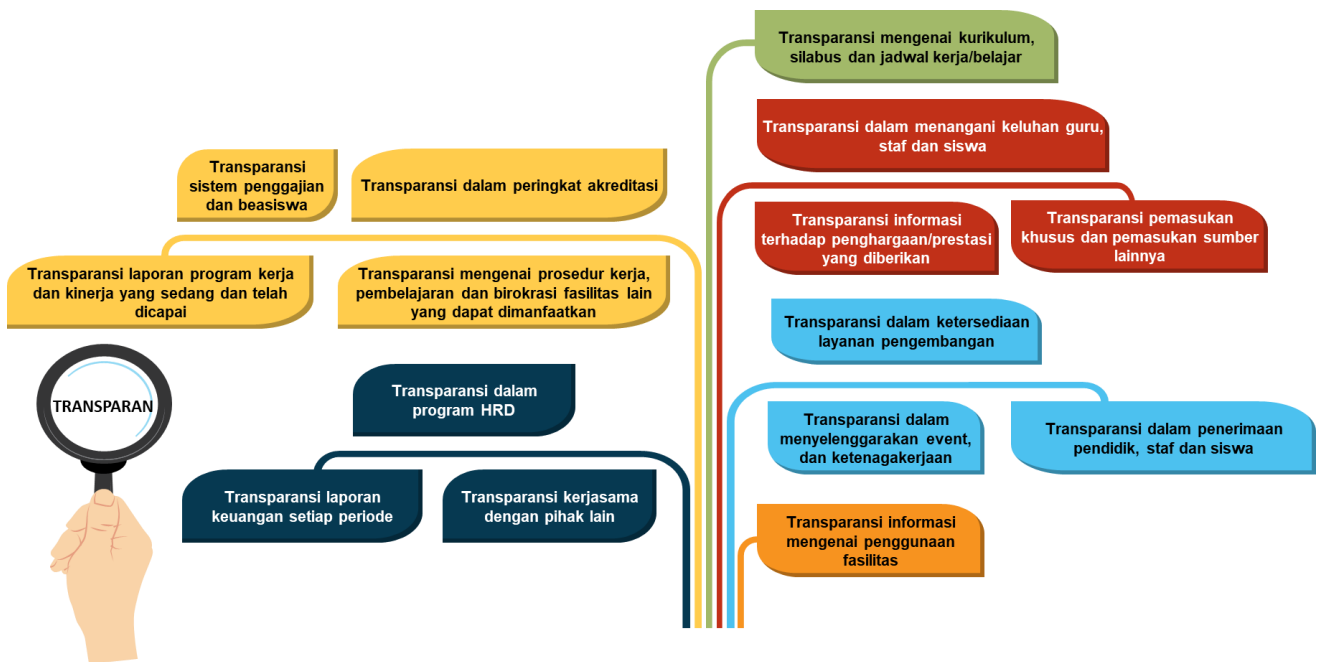 Transparansi
sistem penggajian
dan beasiswa
Transparansi dalam peringkat akreditasi
Transparansi laporan program kerja
dan kinerja yang sedang dan telah
dicapai
Transparansi mengenai prosedur kerja,
pembelajaran dan birokrasi fasilitas lain
yang dapat dimanfaatkan
TRANSPARAN
Transparansi dalam
program HRD
Transparansi laporan
keuangan setiap periode
Transparansi kerjasama
dengan pihak lain
Transparansi mengenai kurikulum,
silabus dan jadwal kerja/belajar
Transparansi dalam menangani keluhan guru,
staf dan siswa
Transparansi informasi
terhadap penghargaan/prestasi
yang diberikan
Transparansi pemasukan
khusus dan pemasukan sumber
lainnya
Transparansi dalam ketersediaan
layanan pengembangan
Transparansi dalam
menyelenggarakan event,
dan ketenagakerjaan
Transparansi dalam penerimaan
pendidik, staf dan siswa
Transparansi informasi
mengenai penggunaan
fasilitas